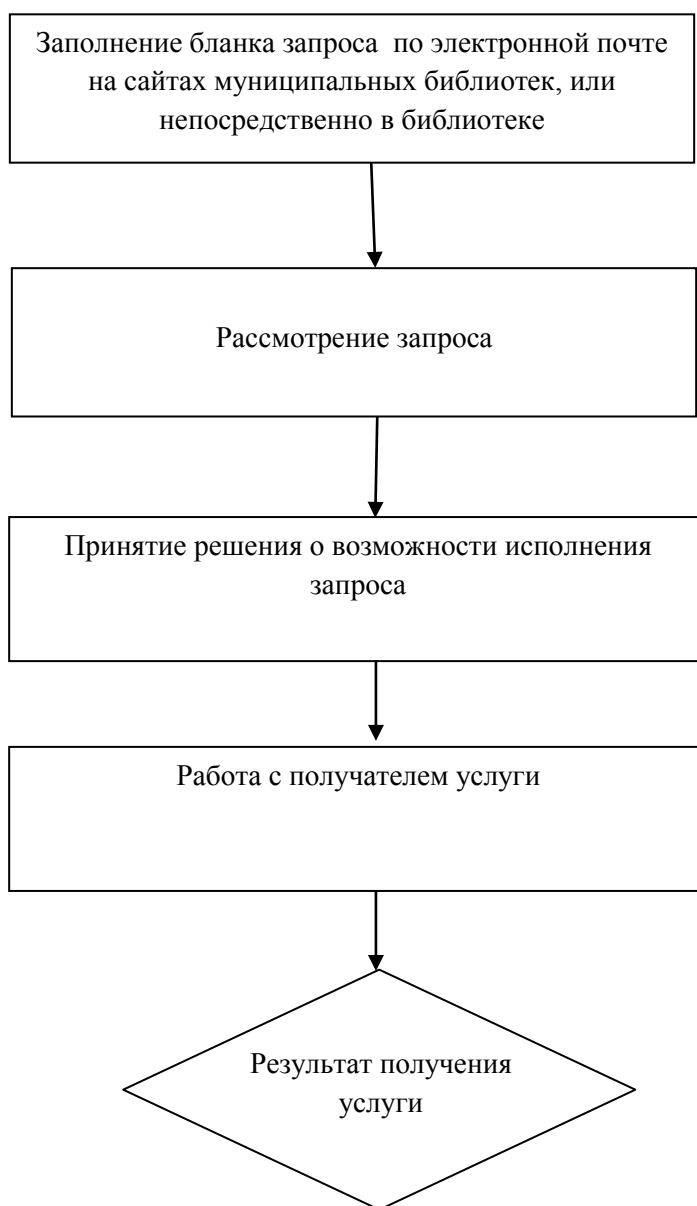 Заполнение бланка запроса  по электронной почте
на сайтах муниципальных библиотек, или
непосредственно в библиотеке
Рассмотрение запроса
Принятие решения о возможности исполнения
запроса
Работа с получателем услуги
Результат получения
услуги